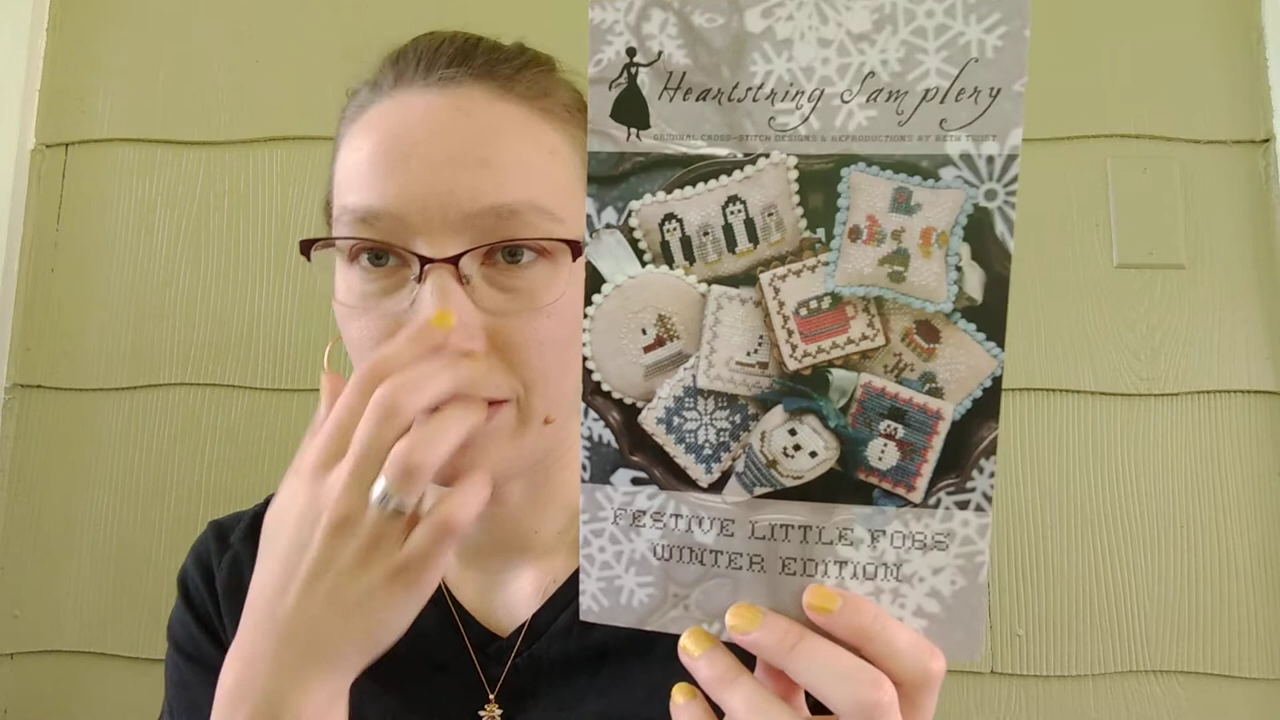 Heartstring Samplery
ORIGINAL CROSS-STITCH DESIGNS & REPRODUCTIONS BY BETH TWIST
FESTIVE LITTLE FOBS
WINTER EDITION